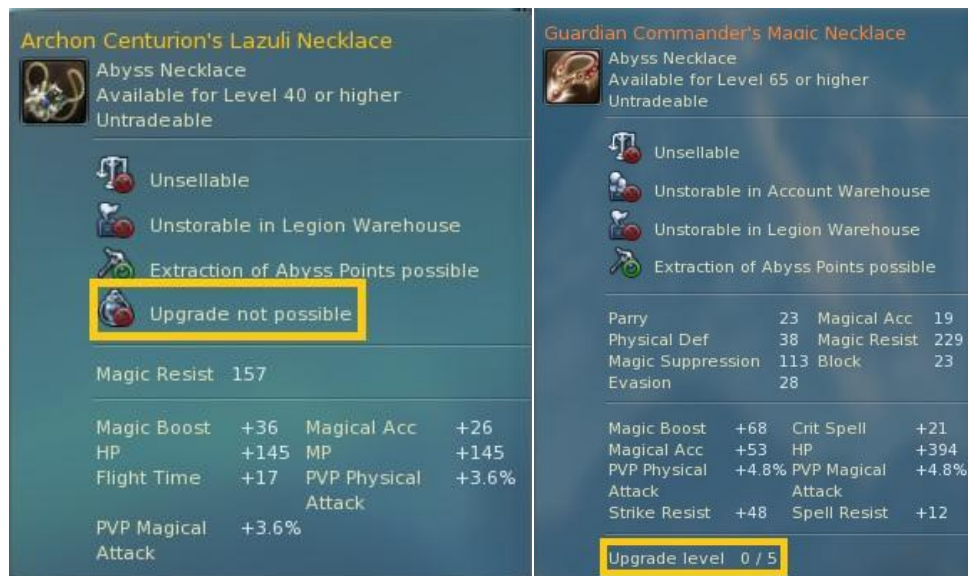 Archon Centurion's Lazuli Necklace
Abyss Necklace
Available for Level 40 or higher
Untradeable
Unsellable
Unstorable in Legion Warehouse
Extraction of Abyss Points possible
Upgrade not possible
Magic Resist 157
Magic Boost +36 Magical Acc +26
HP +145 MP +145
Flight Time +17 PVP Physical +3.6%
Attack
PVP Magical +3.6%
Attack
Guardian Commander's Magic Necklace
Abyss Necklace
Available for Level 65 or higher
Untradeable
Unsellable
Unstorable in Account Warehouse
Unstorable in Legion Warehouse
Extraction of Abyss Points possible
Parry 23 Magical Acc 19
Physical Def 38 Magic Resist 229
Magic Suppression 113 Block 23
Evasion 28
Magic Boost +68 Crit Spell +21
Magical Acc +53 HP +394
PVP Physical +4.8% PVP Magical +4.8%
Attack Attack
Strike Resist +48 Spell Resist +12
Upgrade level 0 / 5